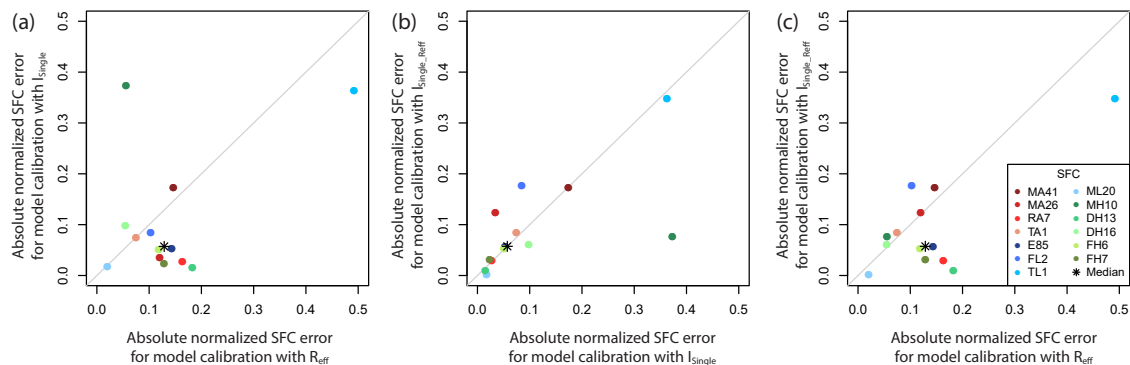 (a)
Absolute normalized SFC error
for model calibration with I_Single
0.5
0.4
0.3
0.2
0.1
0.0
0.0 0.1 0.2 0.3 0.4 0.5
Absolute normalized SFC error
for model calibration with R_eff
(b)
Absolute normalized SFC error
for model calibration with I_Single_Reff
0.5
0.4
0.3
0.2
0.1
0.0
0.0 0.1 0.2 0.3 0.4 0.5
Absolute normalized SFC error
for model calibration with I_Single
(c)
Absolute normalized SFC error
for model calibration with I_Single_Reff
0.5
0.4
0.3
0.2
0.1
0.0
0.0 0.1 0.2 0.3 0.4 0.5
Absolute normalized SFC error
for model calibration with R_eff
SFC
MA41 ML20
MA26 MH10
RA7 DH13
TA1 DH16
E85 FH6
FL2 FH7
TL1 Median